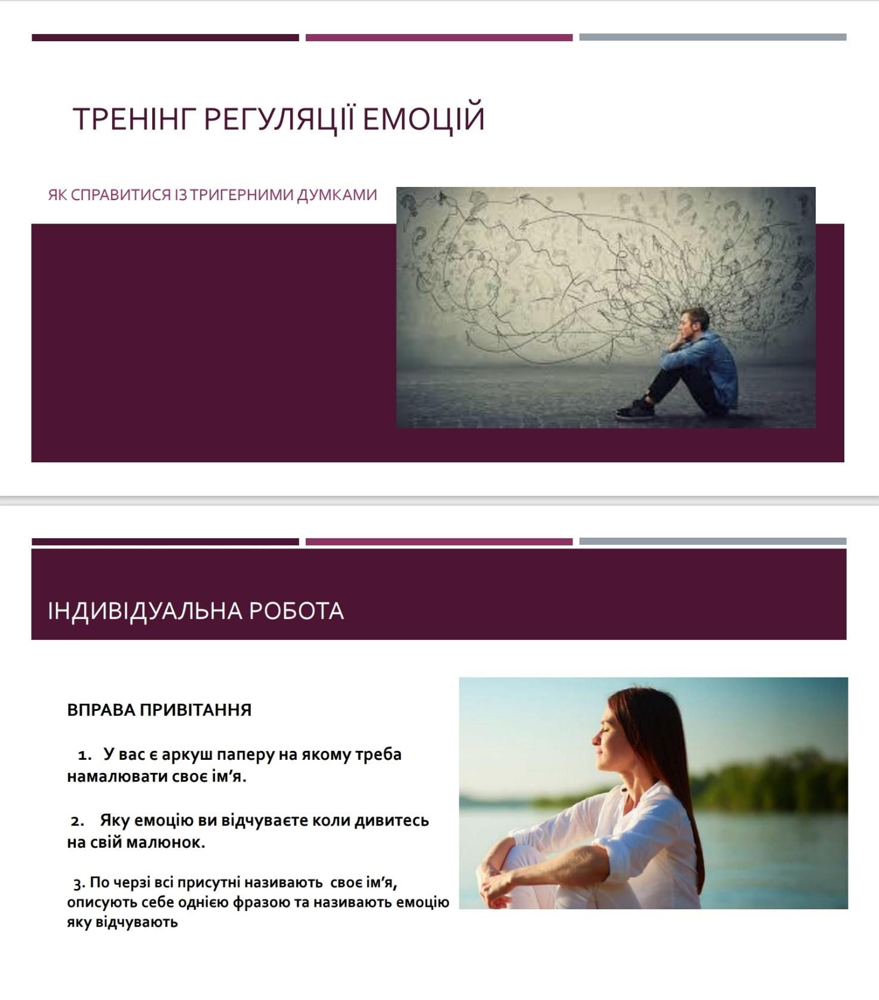 ТРЕНІНГ РЕГУЛЯЦІЇ ЕМОЦІЙ
ЯК СПРАВИТИСЯ ІЗ ТРИГЕРНИМИ ДУМКАМИ
ІНДИВІДУАЛЬНА РОБОТА
ВПРАВА ПРИВІТАННЯ
1. У вас є аркуш паперу на якому треба
намалювати своє ім’я.
2. Яку емоцію ви відчуваєте коли дивитесь
на свій малюнок.
3. По черзі всі присутні називають своє ім’я,
описують себе однією фразою та називають емоцію
яку відчувають